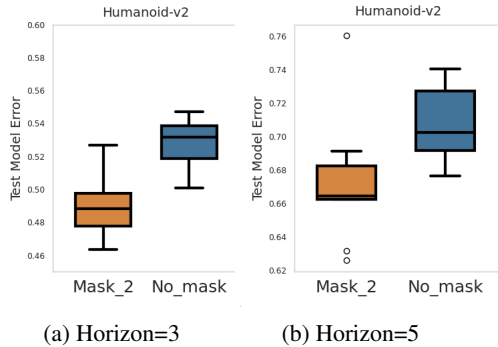 Humanoid-v2
0.60
0.58
0.56
0.54
0.52
0.50
0.48
0.46
Test Model Error
Mask_2 No_mask
(a) Horizon=3
Humanoid-v2
0.76
0.74
0.72
0.70
0.68
0.66
0.64
0.62
Test Model Error
Mask_2 No_mask
(b) Horizon=5